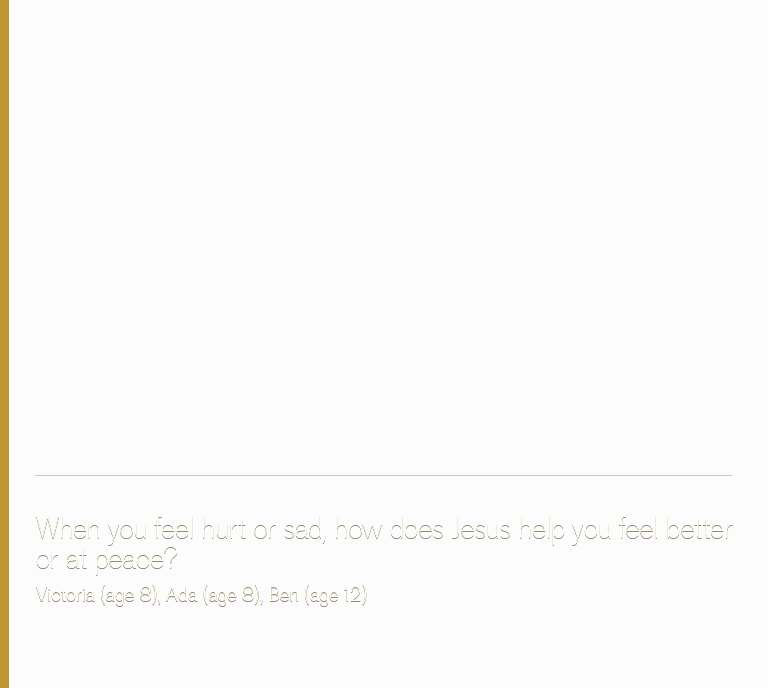 When you feel hurt or sad, how does Jesus help you feel better
or at peace?
Victoria (age 8), Ada (age 8), Ben (age 12)